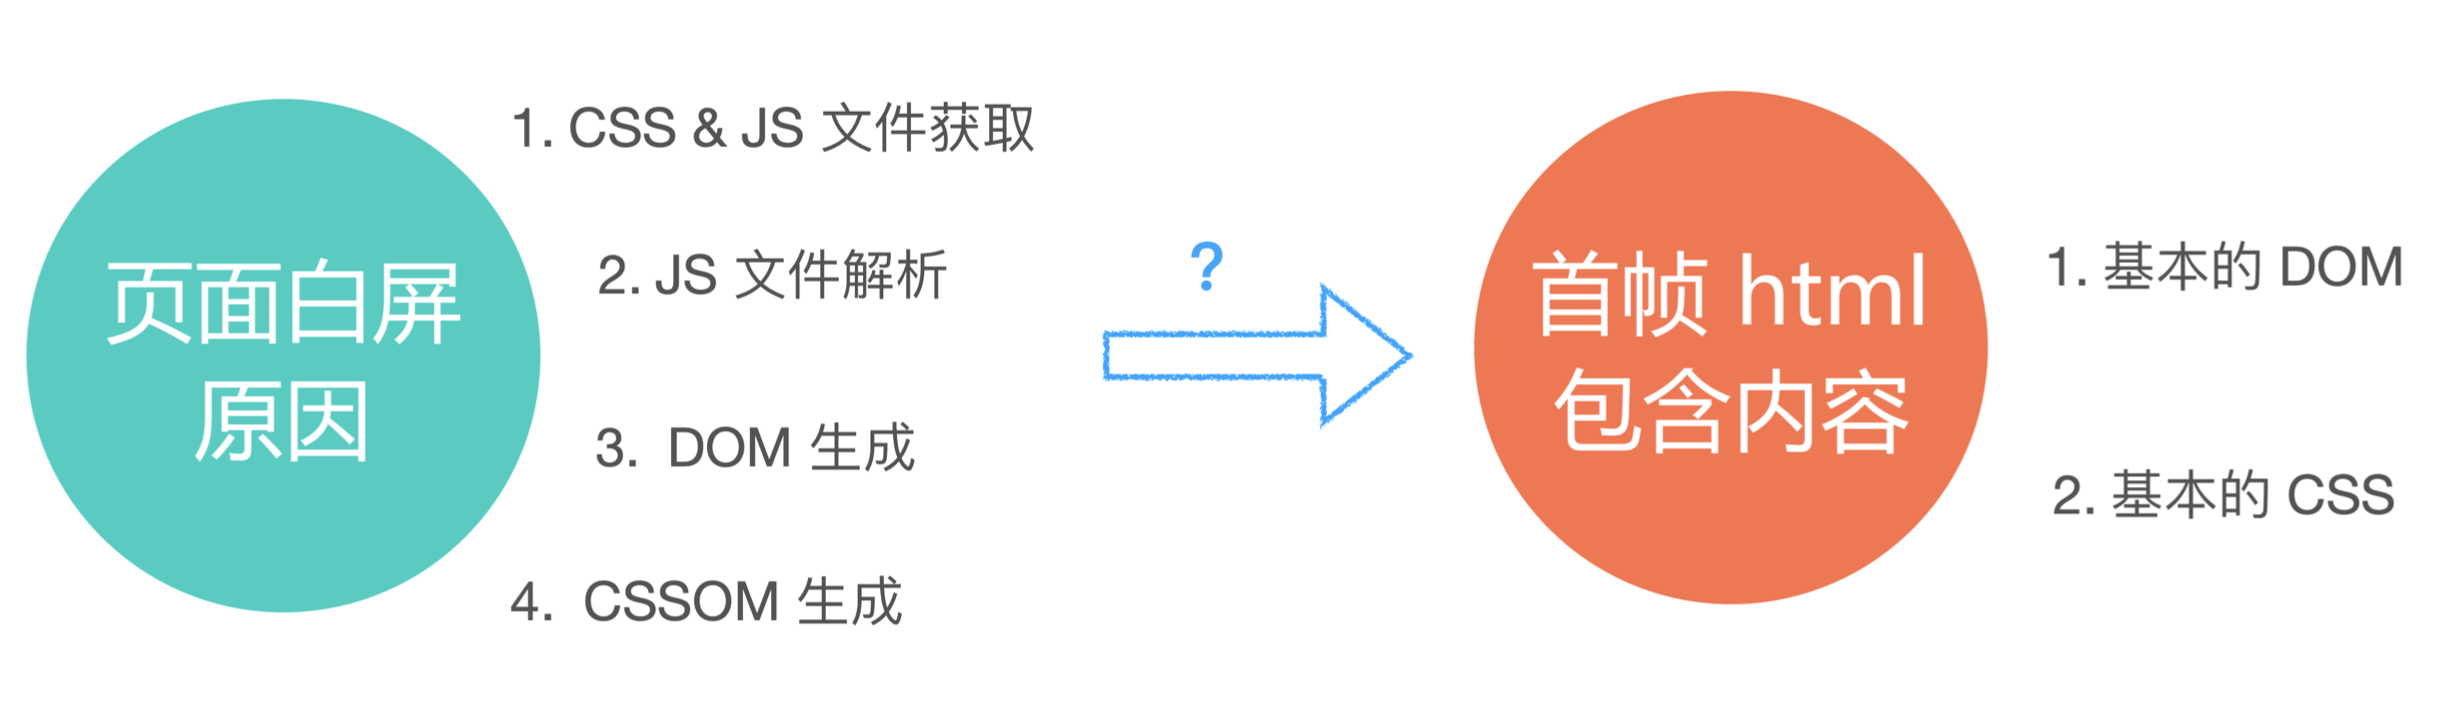 页面白屏
原因
1. CSS & JS 文件获取
2. JS 文件解析
3. DOM 生成
4. CSSOM 生成
?
首帧 html
包含内容
1. 基本的 DOM
2. 基本的 CSS